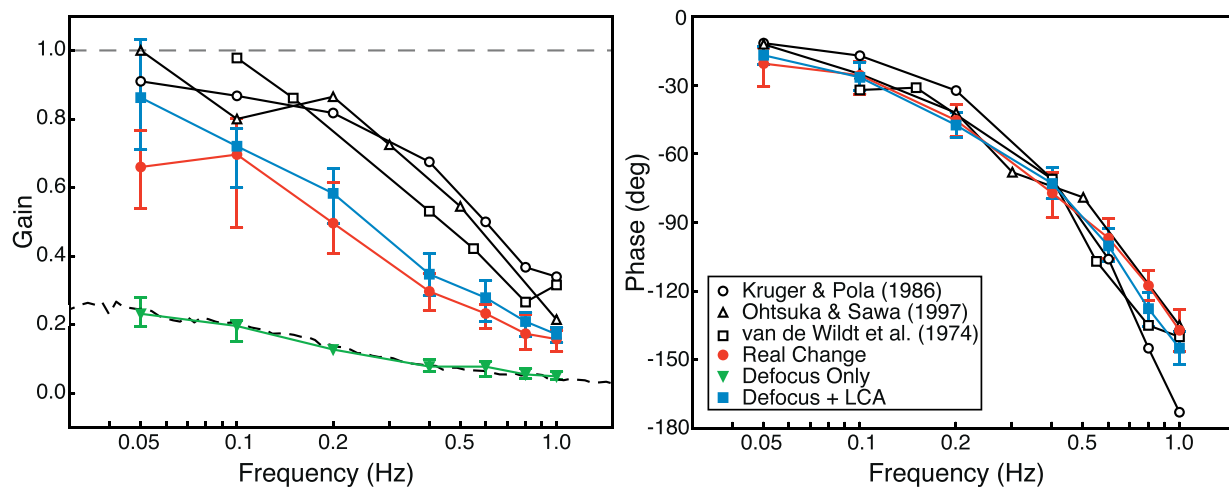 1.0
0.8
0.6
0.4
0.2
0.0
Gain
0.05
0.1
0.2
0.5
1.0
Frequency (Hz)
0
-30
-60
-90
-120
-150
-180
Phase (deg)
Kruger & Pola (1986)
Ohtsuka & Sawa (1997)
van de Wildt et al. (1974)
Real Change
Defocus Only
Defocus + LCA
0.05
0.1
0.2
0.5
1.0
Frequency (Hz)